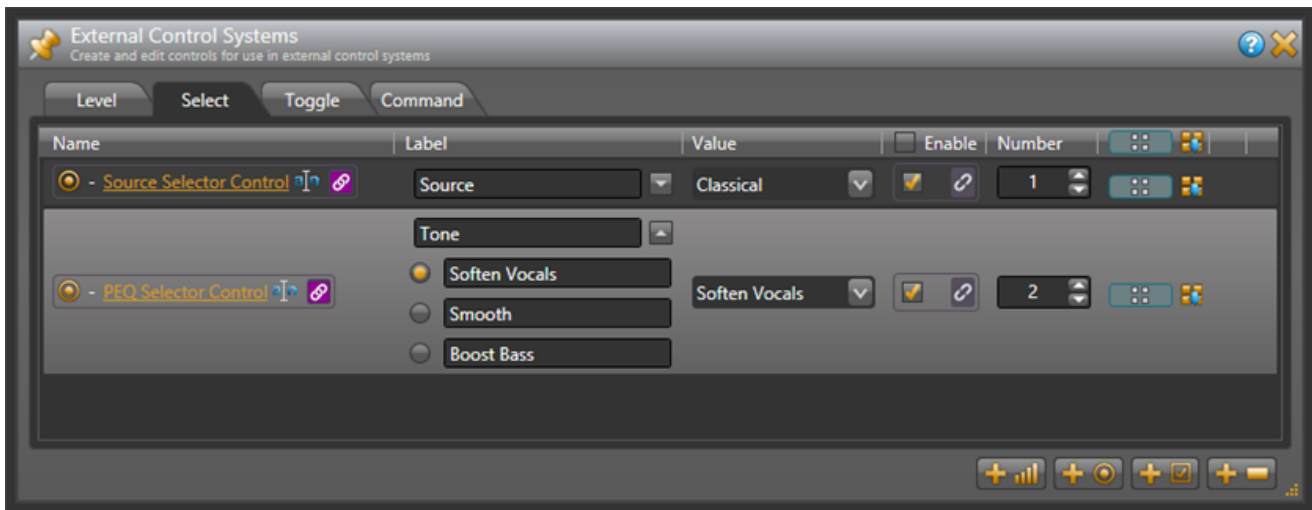 External Control Systems
Create and edit controls for use in external control systems
Level Select Toggle Command
Name Label Value Enable Number
- Source Selector Control Source Classical 1
Tone
- PEQ Selector Control Soften Vocals Soften Vocals 2
Smooth
Boost Bass